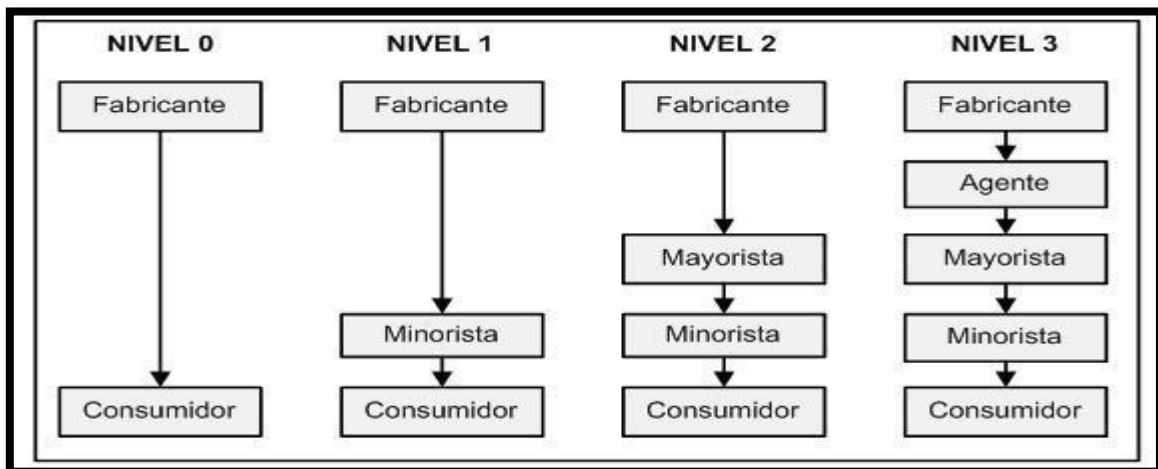 NIVEL 0
NIVEL 1
NIVEL 2
NIVEL 3
Fabricante
Fabricante
Fabricante
Fabricante
Agente
Mayorista
Mayorista
Minorista
Minorista
Minorista
Consumidor
Consumidor
Consumidor
Consumidor